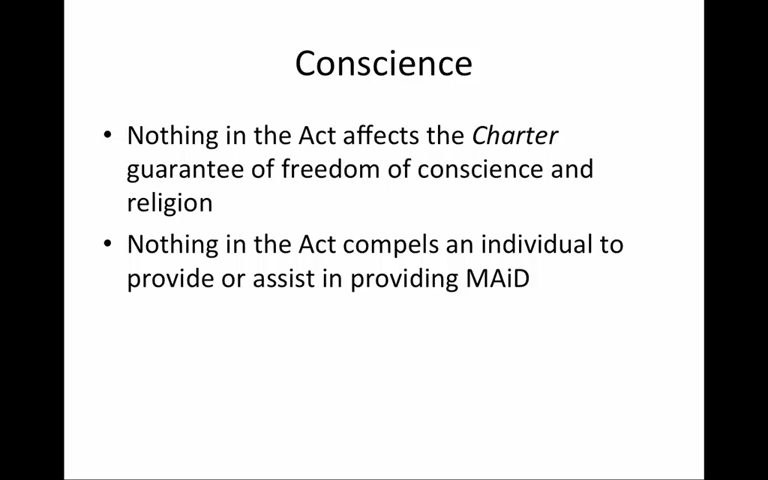 Conscience
• Nothing in the Act affects the Charter
guarantee of freedom of conscience and
religion
• Nothing in the Act compels an individual to
provide or assist in providing MAiD